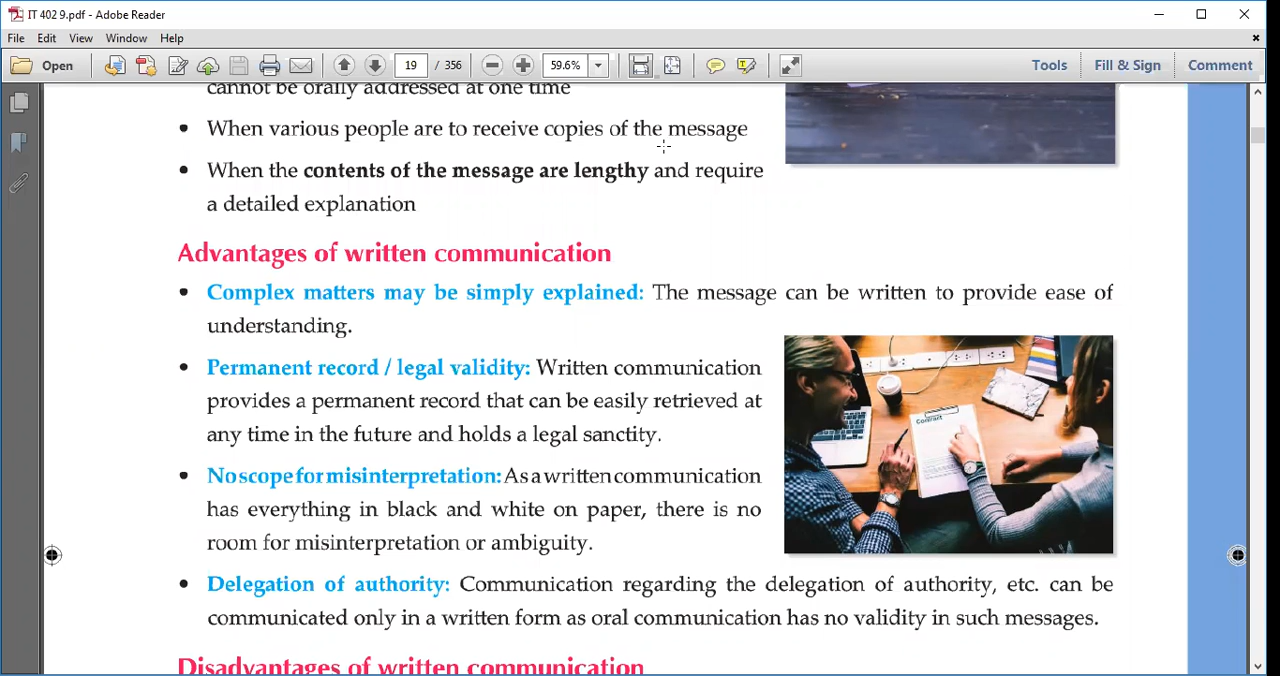 IT 402 9.pdf - Adobe Reader
File Edit View Window Help
Open 19 / 356 59.6% Tools Fill & Sign Comment
cannot be orally addressed at one time
• When various people are to receive copies of the message
• When the contents of the message are lengthy and require
a detailed explanation
Advantages of written communication
• Complex matters may be simply explained: The message can be written to provide ease of
understanding.
• Permanent record / legal validity: Written communication
provides a permanent record that can be easily retrieved at
any time in the future and holds a legal sanctity.
• No scope for misinterpretation: As a written communication
has everything in black and white on paper, there is no
room for misinterpretation or ambiguity.
Contract
• Delegation of authority: Communication regarding the delegation of authority, etc. can be
communicated only in a written form as oral communication has no validity in such messages.
Disadvantages of written communication